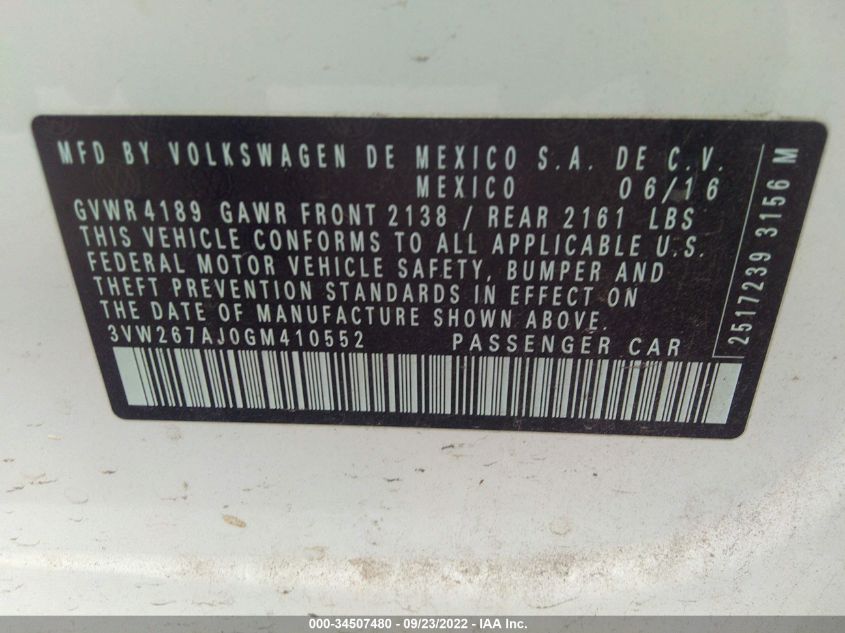 MFD BY VOLKSWAGEN DE MEXICO S.A. DE C.V.
MEXICO 06/16
GVWR 4189 GAWR FRONT 2138 / REAR 2161 LBS
THIS VEHICLE CONFORMS TO ALL APPLICABLE U.S.
FEDERAL MOTOR VEHICLE SAFETY, BUMPER AND
THEFT PREVENTION STANDARDS IN EFFECT ON
THE DATE OF MANUFACTURE SHOWN ABOVE.
3VW267AJ0GM410552 PASSENGER CAR
2517239 3156 M
000-34507480 - 09/23/2022 - IAA Inc.